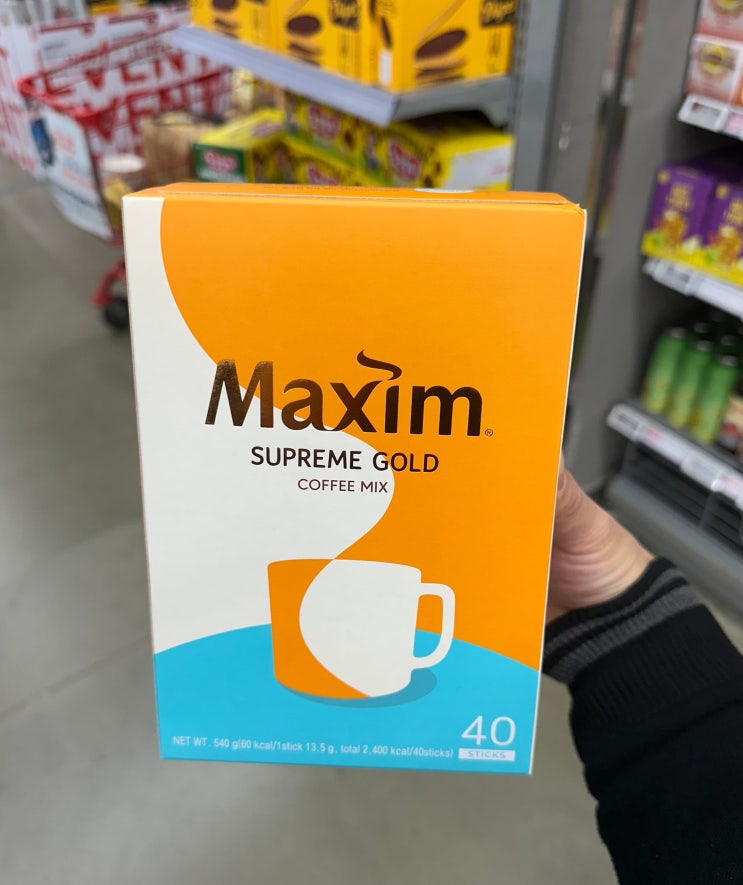 EVENT
Maxim®
SUPREME GOLD
COFFEE MIX
NET WT. 540 g(60 kcal/1stick 13.5 g, total 2,400 kcal/40sticks)
40
STICKS